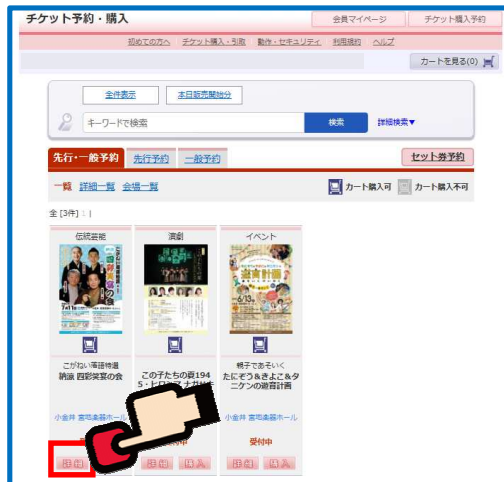 チケット予約・購入
会員マイページ
チケット購入予約
初めての方へ チケット購入・引取 動作・セキュリティ 利用規約 ヘルプ
カートを見る(0)
全件表示 本日販売開始分
キーワードで検索 検索 詳細検索▼
先行・一般予約 先行予約 一般予約 セット券予約
一覧 詳細一覧 会場一覧 カート購入可 カート購入不可
全 [3件] : |
伝統芸能 演劇 イベント
こがねい落語特選
納涼 四彩笑宴の会
この子たちの夏194
5・ヒロシマ ナガサキ
親子であそいく
たにぞう&きよこ&タ
ニケンの遊育計画
小金井 宮地楽器ホール
小金井 宮地楽器ホール
受付中
詳細 詳細 購入 詳細 購入